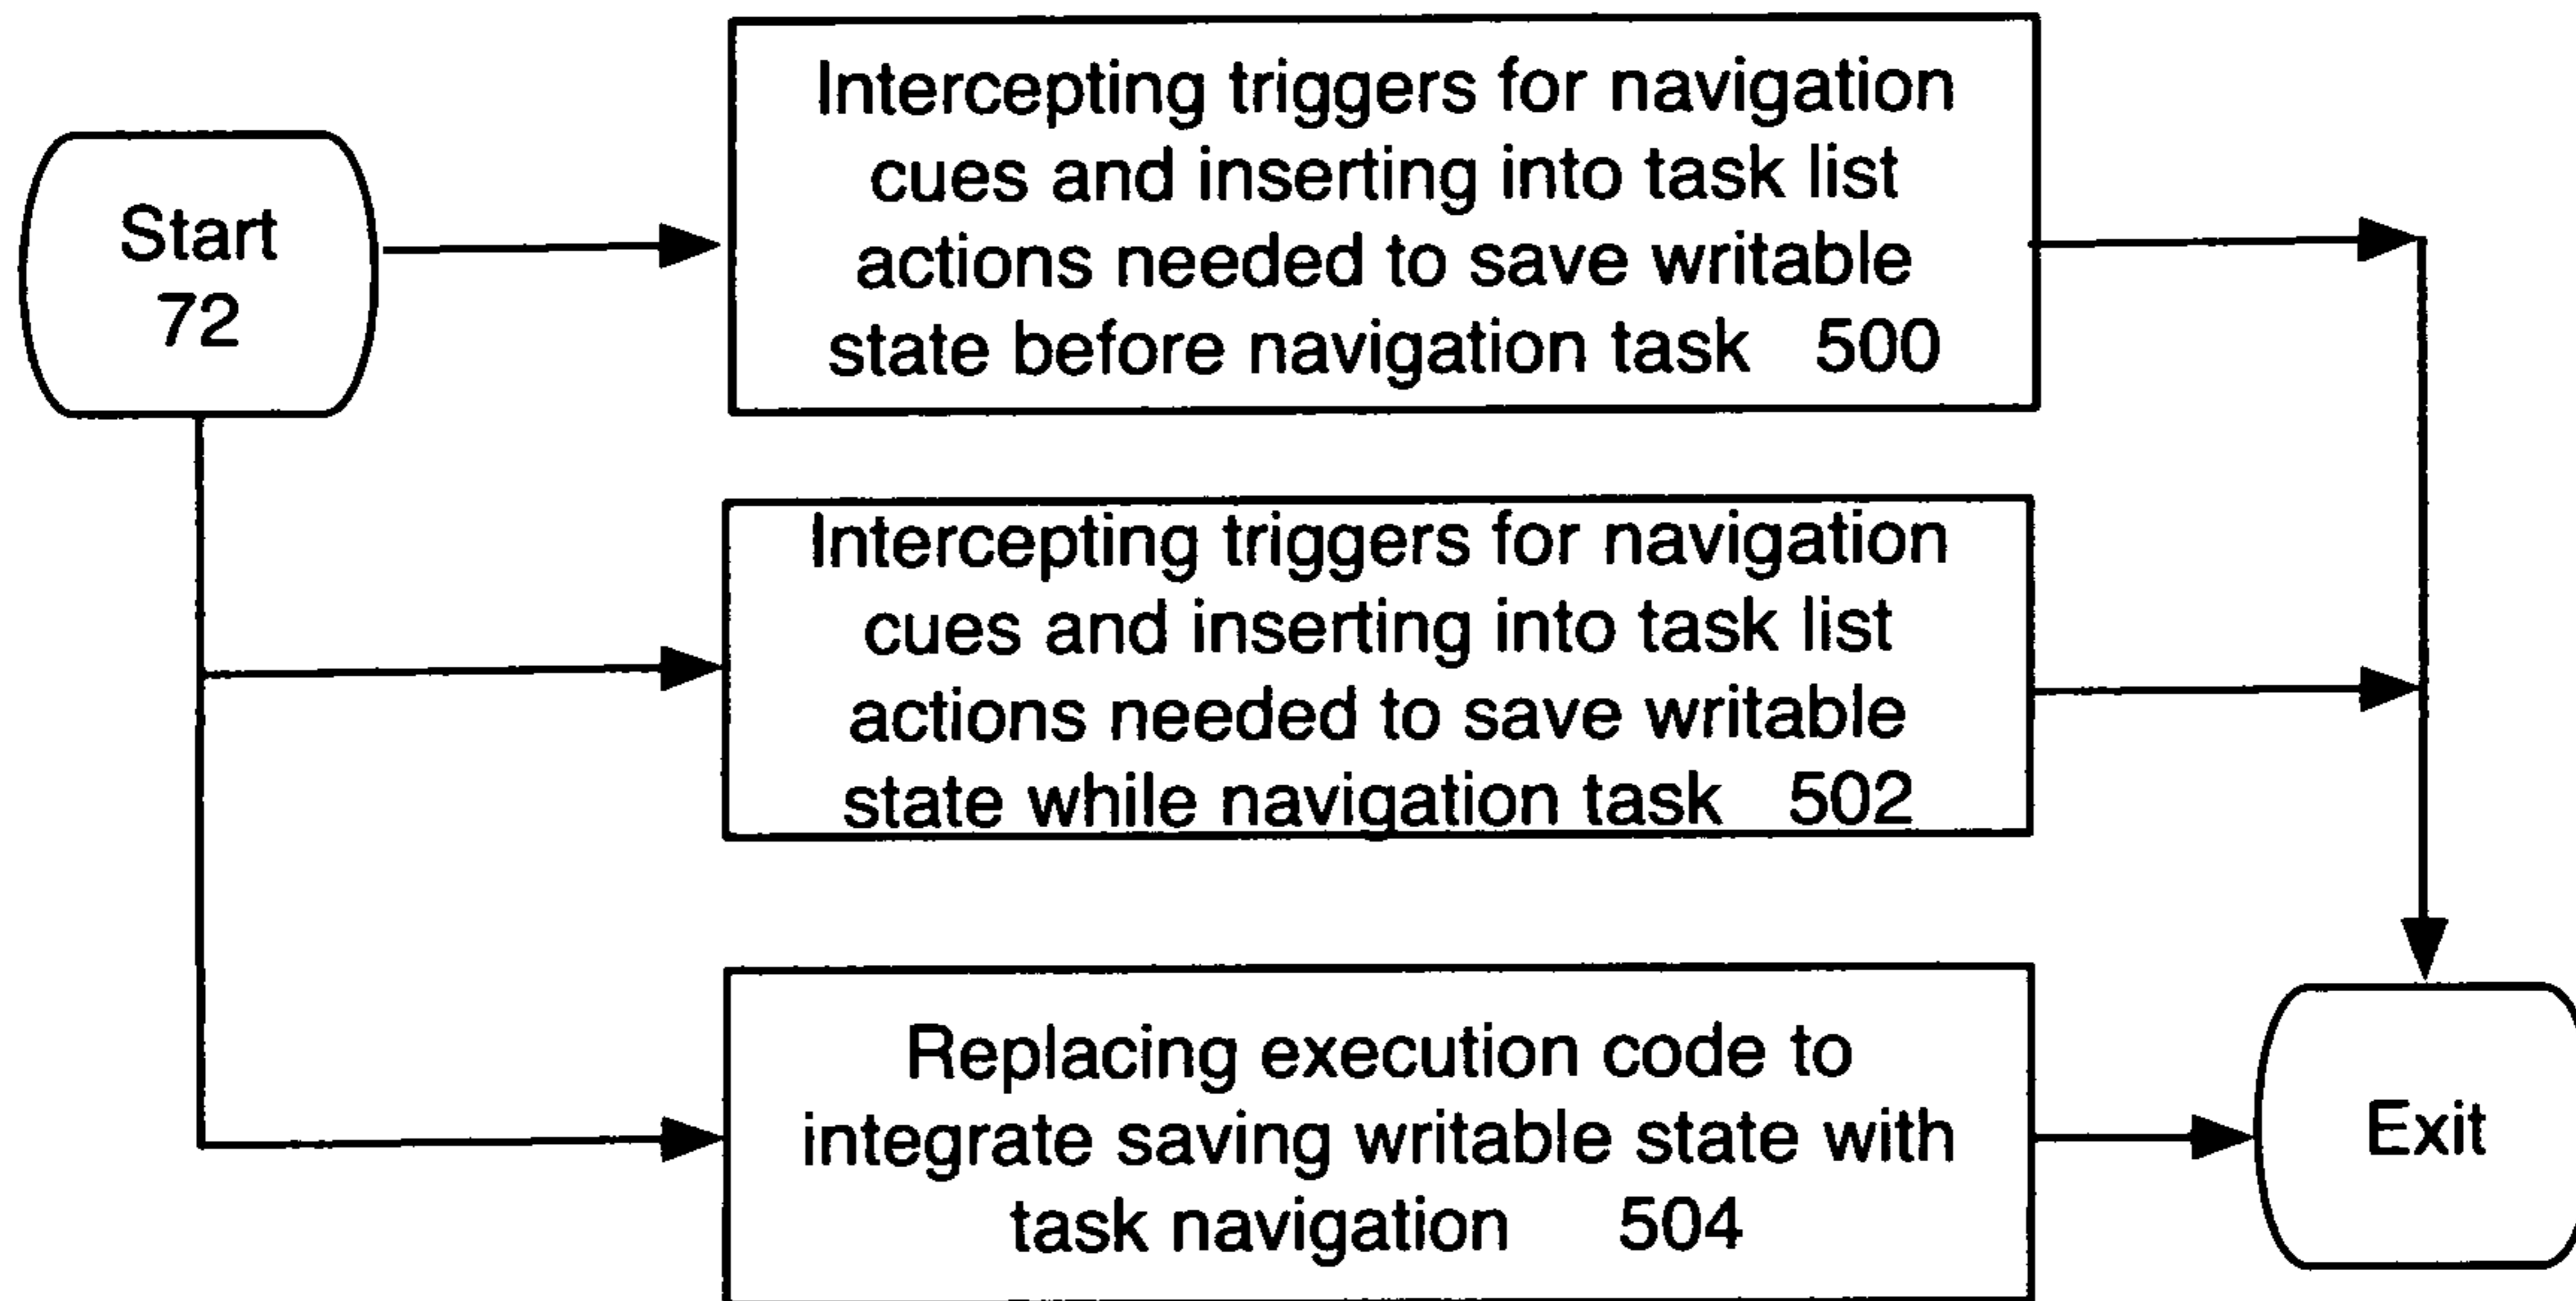 Start
72
Intercepting triggers for navigation
cues and inserting into task list
actions needed to save writable
state before navigation task 500
Intercepting triggers for navigation
cues and inserting into task list
actions needed to save writable
state while navigation task 502
Replacing execution code to
integrate saving writable state with
task navigation 504
Exit